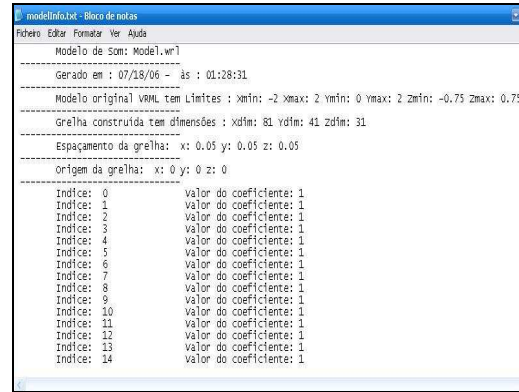 modelInfo.txt - Bloco de notas
Ficheiro Editar Formatar Ver Ajuda
Modelo de Som: Model.wrl
-------------------------------
Gerado em : 07/18/06 - às : 01:28:31
-------------------------------
Modelo original VRML tem Limites : Xmin: -2 Xmax: 2 Ymin: 0 Ymax: 2 Zmin: -0.75 Zmax: 0.75
-------------------------------
Grelha construida tem dimensões : Xdim: 81 Ydim: 41 Zdim: 31
-------------------------------
Espaçamento da grelha: x: 0.05 y: 0.05 z: 0.05
-------------------------------
Origem da grelha: x: 0 y: 0 z: 0
-------------------------------
Indice: 0 Valor do coeficiente: 1
Indice: 1 Valor do coeficiente: 1
Indice: 2 Valor do coeficiente: 1
Indice: 3 Valor do coeficiente: 1
Indice: 4 Valor do coeficiente: 1
Indice: 5 Valor do coeficiente: 1
Indice: 6 Valor do coeficiente: 1
Indice: 7 Valor do coeficiente: 1
Indice: 8 Valor do coeficiente: 1
Indice: 9 Valor do coeficiente: 1
Indice: 10 Valor do coeficiente: 1
Indice: 11 Valor do coeficiente: 1
Indice: 12 Valor do coeficiente: 1
Indice: 13 Valor do coeficiente: 1
Indice: 14 Valor do coeficiente: 1